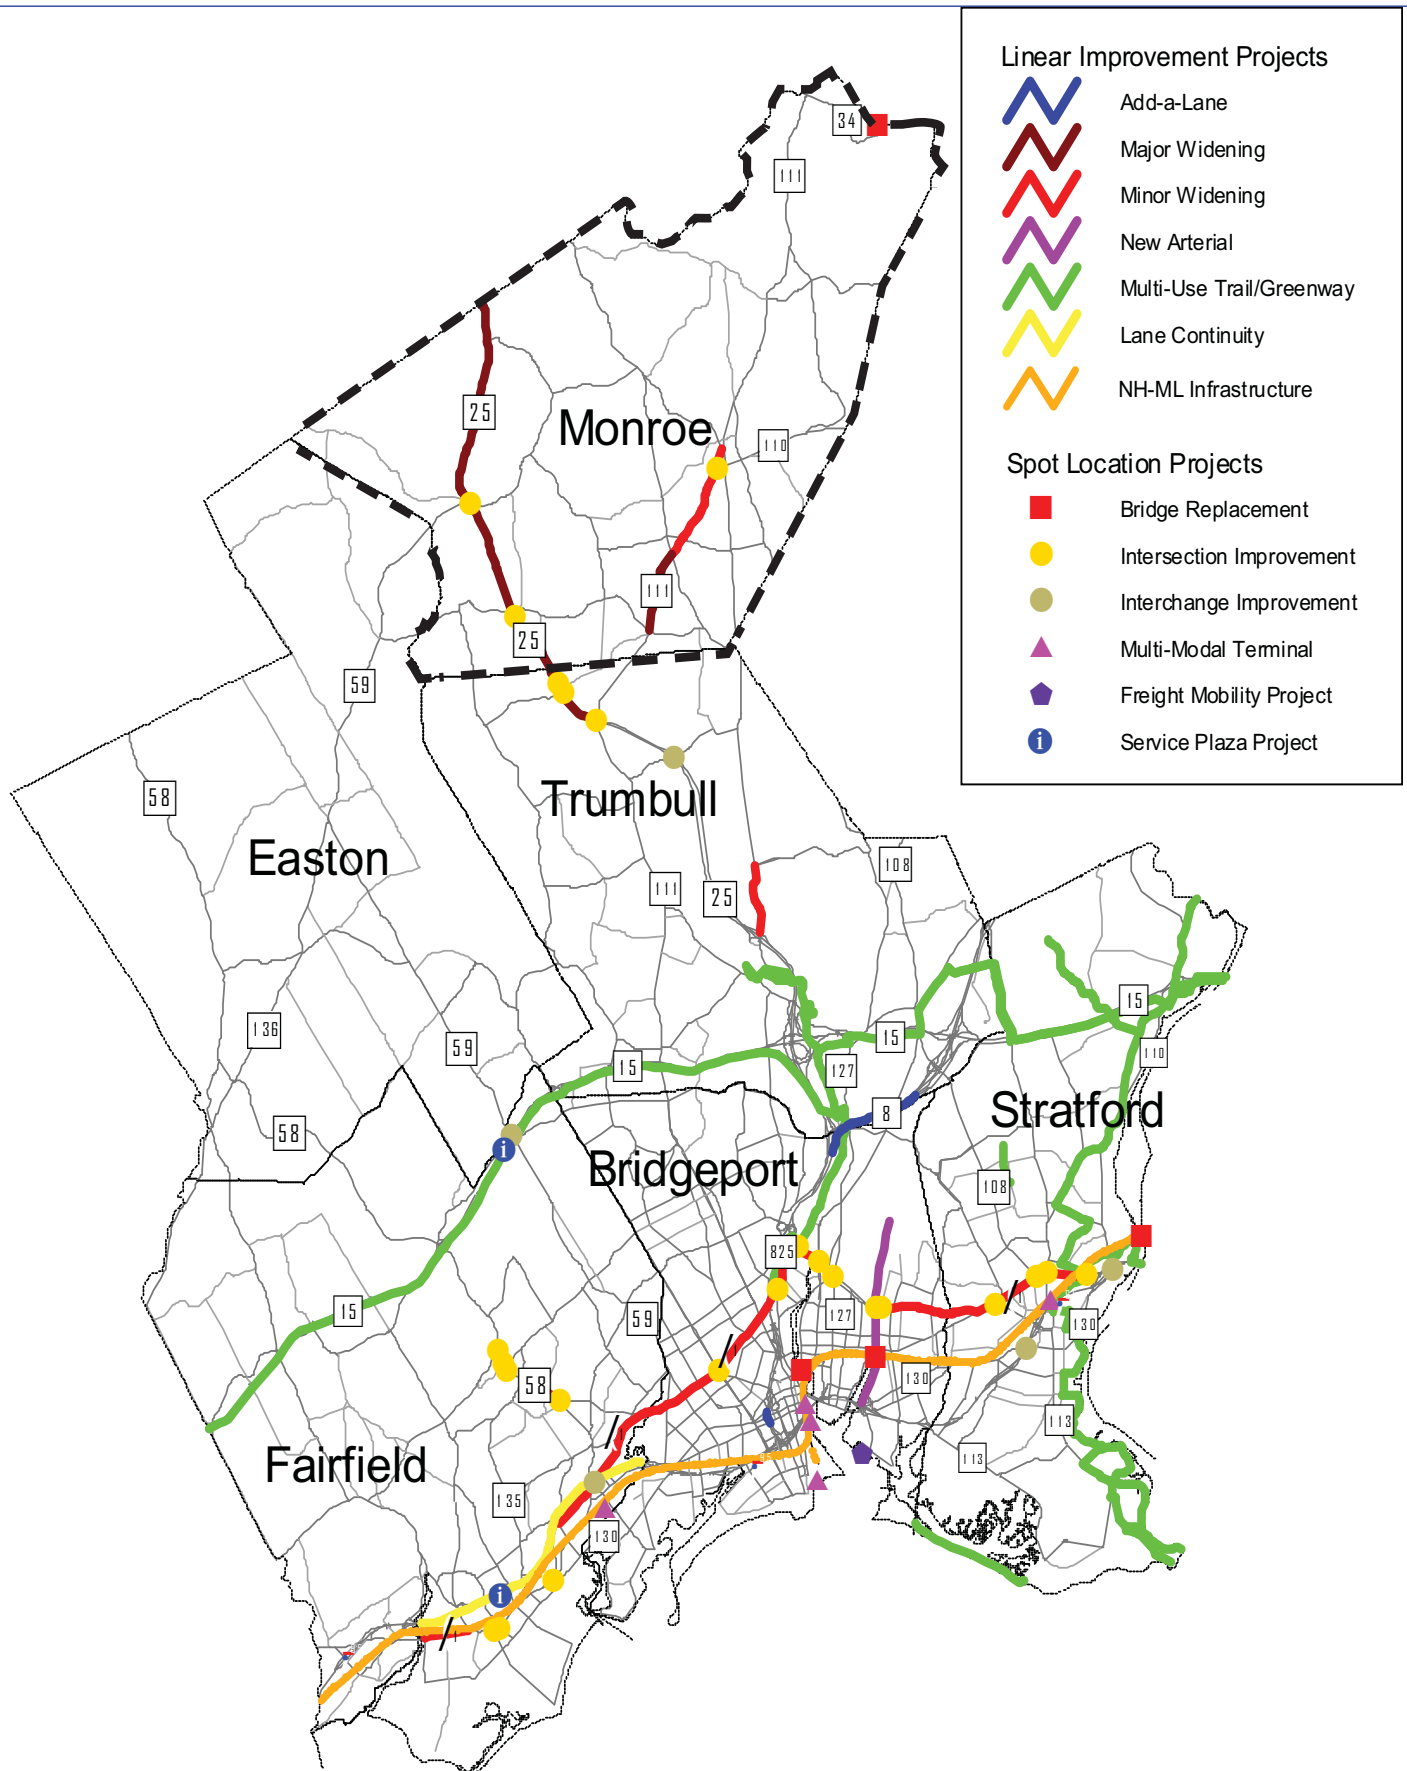 Linear Improvement Projects
Add-a-Lane
Major Widening
Minor Widening
New Arterial
Multi-Use Trail/Greenway
Lane Continuity
NH-ML Infrastructure
Spot Location Projects
Bridge Replacement
Intersection Improvement
Interchange Improvement
Multi-Modal Terminal
Freight Mobility Project
i Service Plaza Project
34
111
25
Monroe
110
111
25
59
58
Trumbull
Easton
108
111
25
15
136
15
59
15
110
127
8
Stratford
58
Bridgeport
108
825
15
59
127
130
58
130
113
Fairfield
113
135
130
i
i